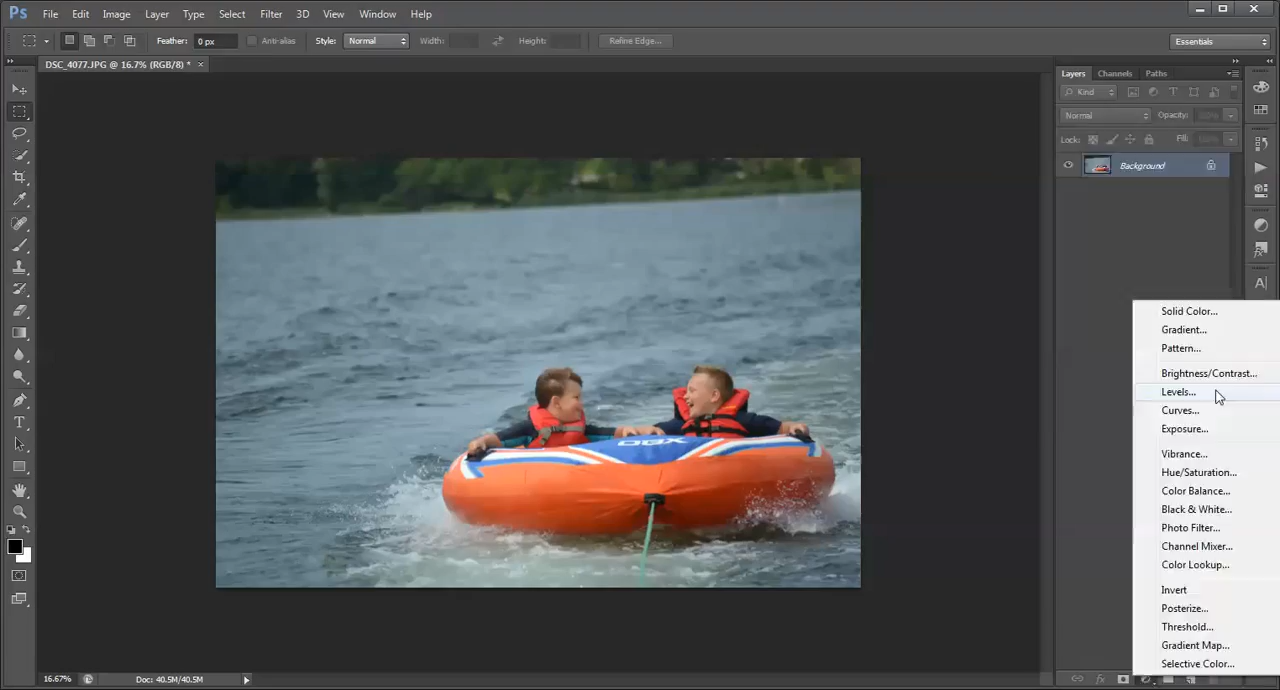 Ps File Edit Image Layer Type Select Filter 3D View Window Help
Feather: 0 px Anti-alias Style: Normal Width: Height: Refine Edge... Essentials
DSC_4077.JPG @ 16.7% (RGB/8) * ×
Layers Channels Paths
Kind
Normal Opacity:
Lock: Fill:
Background
Solid Color...
Gradient...
Pattern...
Brightness/Contrast...
Levels...
Curves...
Exposure...
Vibrance...
Hue/Saturation...
Color Balance...
Black & White...
Photo Filter...
Channel Mixer...
Color Lookup...
Invert
Posterize...
Threshold...
Gradient Map...
Selective Color...
16.67% Doc: 40.5M/40.5M